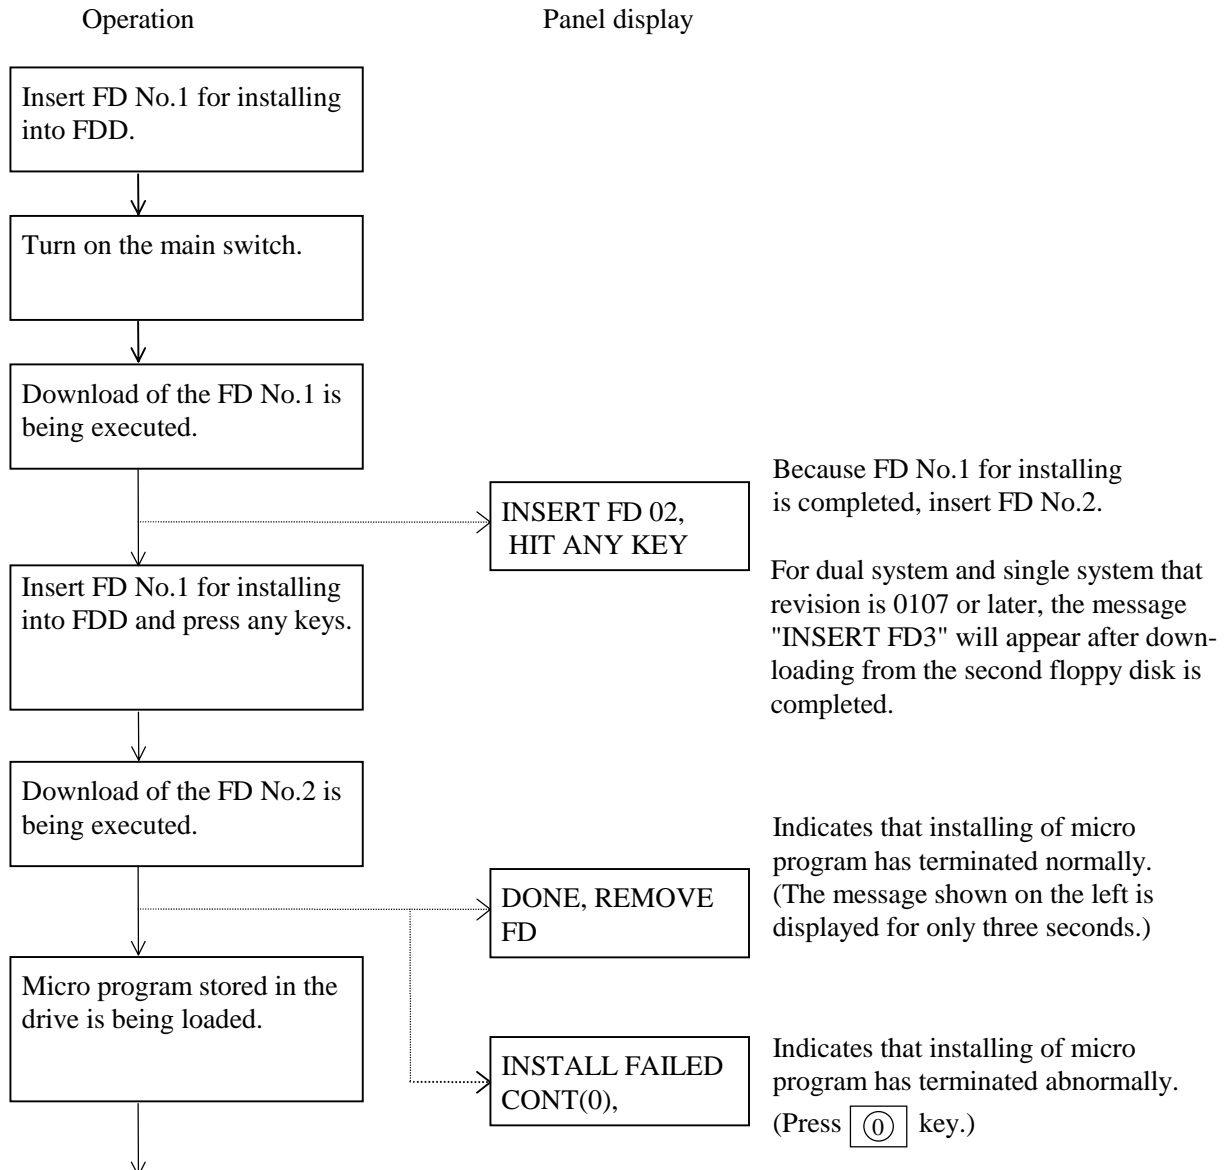 Operation
Panel display
Insert FD No.1 for installing
into FDD.
Turn on the main switch.
Download of the FD No.1 is
being executed.
INSERT FD 02,
HIT ANY KEY
Because FD No.1 for installing
is completed, insert FD No.2.
For dual system and single system that
revision is 0107 or later, the message
"INSERT FD3" will appear after down-
loading from the second floppy disk is
completed.
Insert FD No.1 for installing
into FDD and press any keys.
Download of the FD No.2 is
being executed.
DONE, REMOVE
FD
Indicates that installing of micro
program has terminated normally.
(The message shown on the left is
displayed for only three seconds.)
Micro program stored in the
drive is being loaded.
INSTALL FAILED
CONT(0),
Indicates that installing of micro
program has terminated abnormally.
(Press 0 key.)